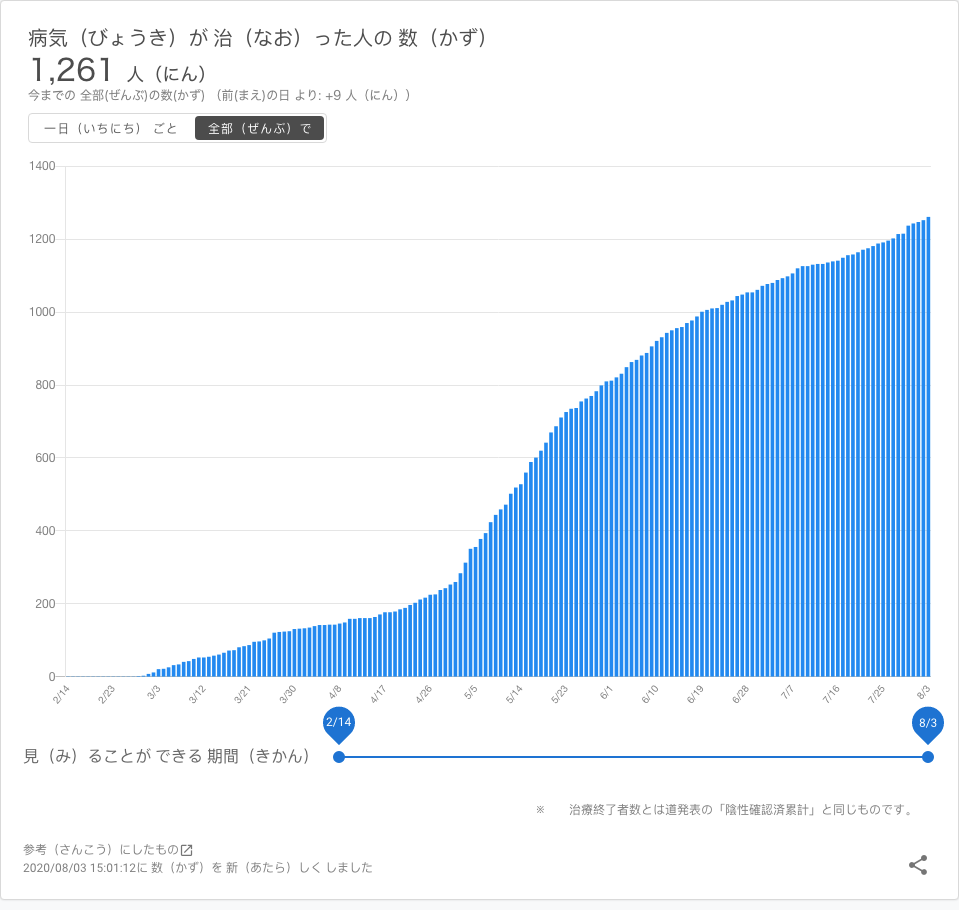 病気（びょうき）が 治（なお）った人の 数（かず）
1,261 人（にん）
今までの 全部(ぜんぶ)の数(かず) （前(まえ)の日 より: +9 人（にん））
一日（いちにち） ごと 全部（ぜんぶ）で
1400
1200
1000
800
600
400
200
0
2/14 2/23 3/3 3/12 3/21 3/30 4/8 4/17 4/26 5/5 5/14 5/23 6/1 6/10 6/19 6/28 7/7 7/16 7/25 8/3
2/14 8/3
見（み）ることが できる 期間（きかん）
※ 治療終了者数とは道発表の「陰性確認済累計」と同じものです。
参考（さんこう）にしたもの
2020/08/03 15:01:12に 数（かず）を 新（あたら）しく しました